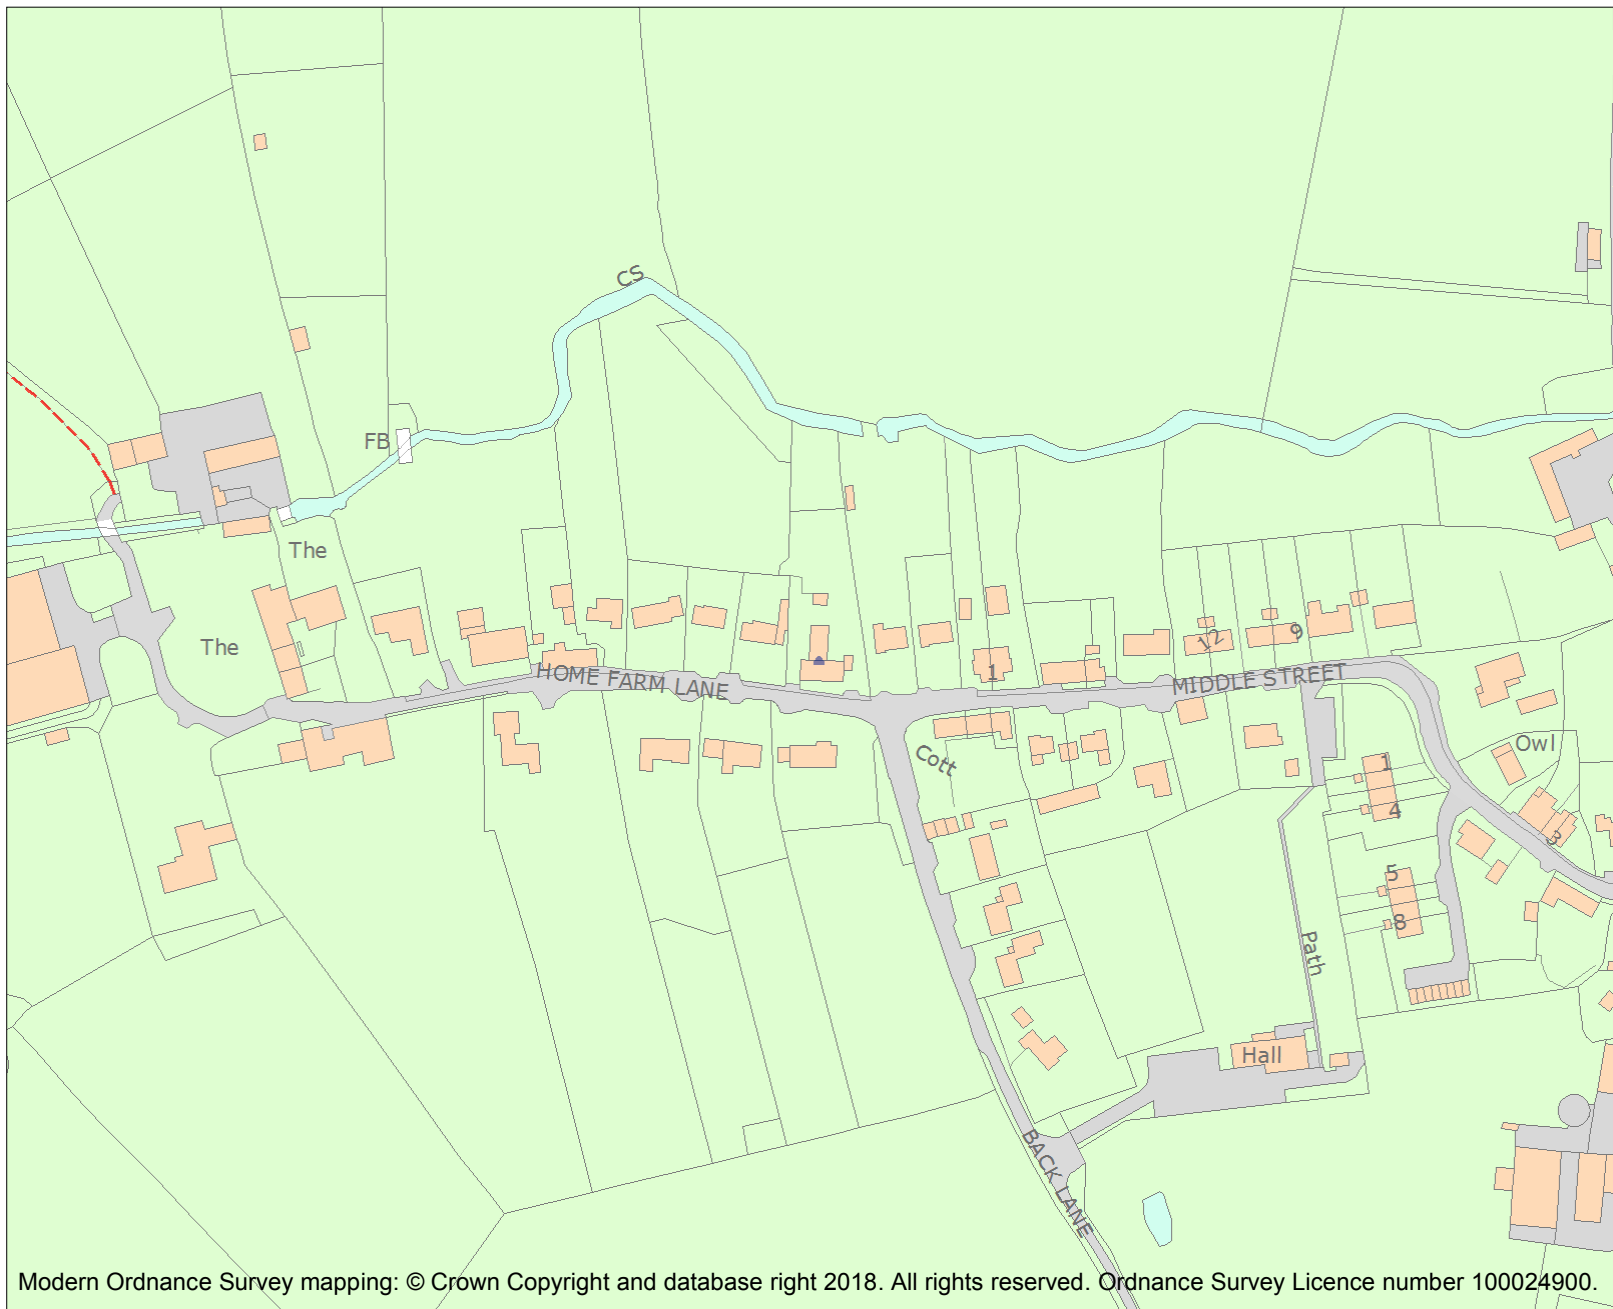 CS
FB
The
The
HOME FARM LANE
12
9
1
MIDDLE STREET
Cott
Owl
1
4
3
5
8
Path
Hall
BACK LANE
Modern Ordnance Survey mapping: © Crown Copyright and database right 2018. All rights reserved. Ordnance Survey Licence number 100024900.